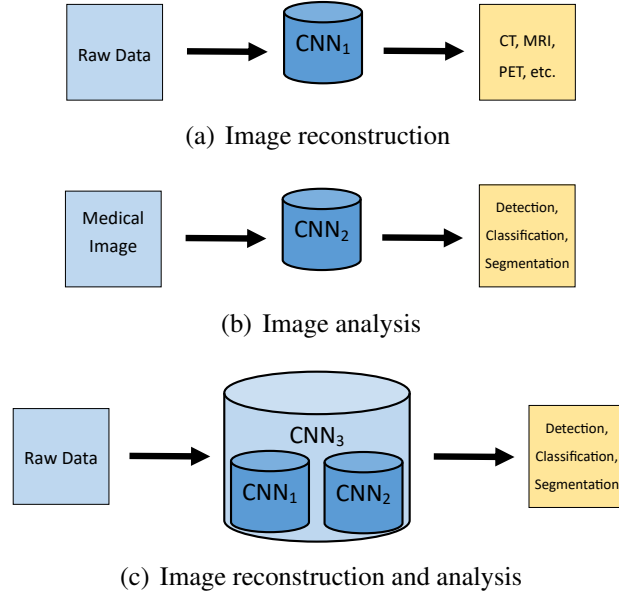 Raw Data
CNN₁
CT, MRI,
PET, etc.
(a) Image reconstruction
Medical
Image
CNN₂
Detection,
Classification,
Segmentation
(b) Image analysis
Raw Data
CNN₃
CNN₁
CNN₂
Detection,
Classification,
Segmentation
(c) Image reconstruction and analysis